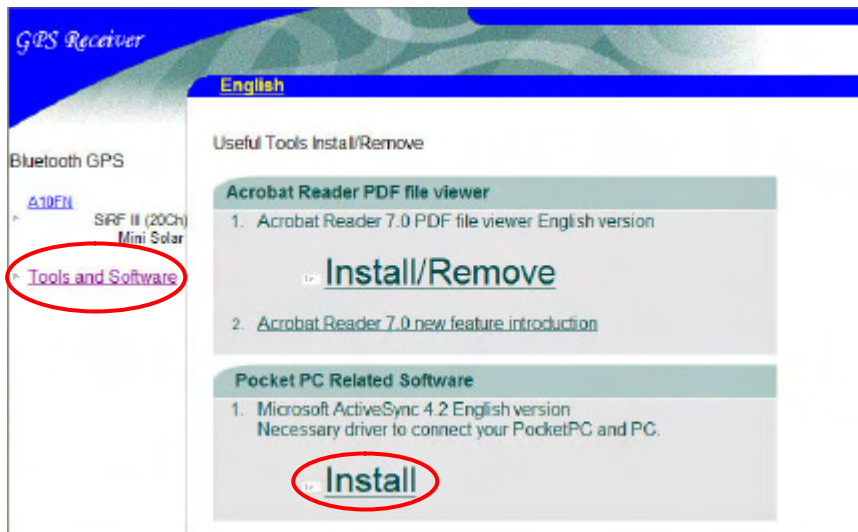 GPS Receiver
English
Bluetooth GPS
A10FN
SiRF III (20Ch)
Mini Solar
Tools and Software
Useful Tools Install/Remove
Acrobat Reader PDF file viewer
1. Acrobat Reader 7.0 PDF file viewer English version
Install/Remove
2. Acrobat Reader 7.0 new feature introduction
Pocket PC Related Software
1. Microsoft ActiveSync 4.2 English version
Necessary driver to connect your PocketPC and PC.
Install